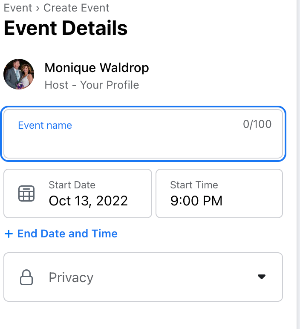 Event › Create Event
Event Details
Monique Waldrop
Host - Your Profile
Event name 0/100
Start Date
Oct 13, 2022
Start Time
9:00 PM
+ End Date and Time
Privacy